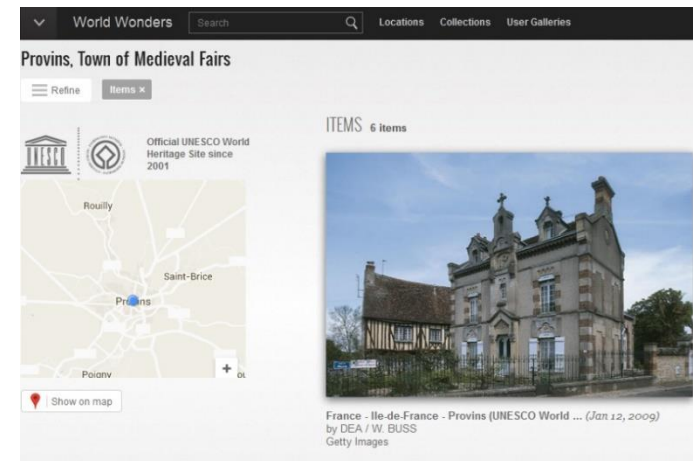 World Wonders
Search
Locations
Collections
User Galleries
Provins, Town of Medieval Fairs
Refine
Items ×
UNESCO
Official UNESCO World
Heritage Site since
2001
Rouilly
Saint-Brice
Provins
Poigny
+
Show on map
ITEMS 6 items
France - Ile-de-France - Provins (UNESCO World ... (Jan 12, 2009)
by DEA / W. BUSS
Getty Images